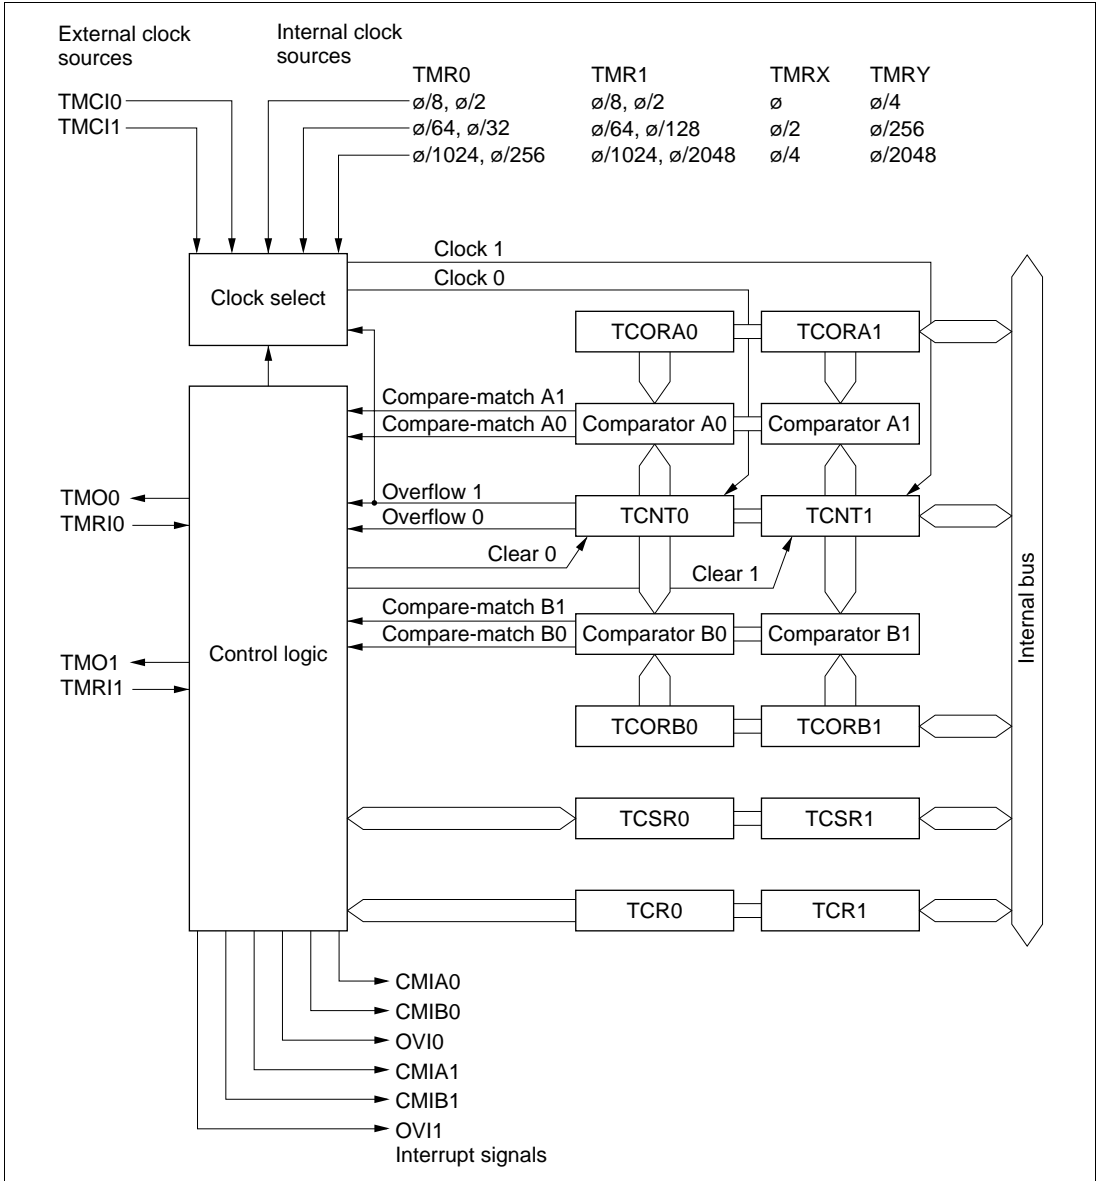 External clock
sources
Internal clock
sources
TMR0 TMR1 TMRX TMRY
TMCI0 ø/8, ø/2 ø/8, ø/2 ø ø/4
TMCI1 ø/64, ø/32 ø/64, ø/128 ø/2 ø/256
ø/1024, ø/256 ø/1024, ø/2048 ø/4 ø/2048
Clock 1
Clock 0
Clock select
TCORA0 TCORA1
Compare-match A1
Compare-match A0
Comparator A0 Comparator A1
TMO0
TMRI0
Overflow 1
Overflow 0
TCNT0 TCNT1
Clear 0
Clear 1
Compare-match B1
Compare-match B0
Comparator B0 Comparator B1
Internal bus
Control logic
TMO1
TMRI1
TCORB0 TCORB1
TCSR0 TCSR1
TCR0 TCR1
CMIA0
CMIB0
OVI0
CMIA1
CMIB1
OVI1
Interrupt signals